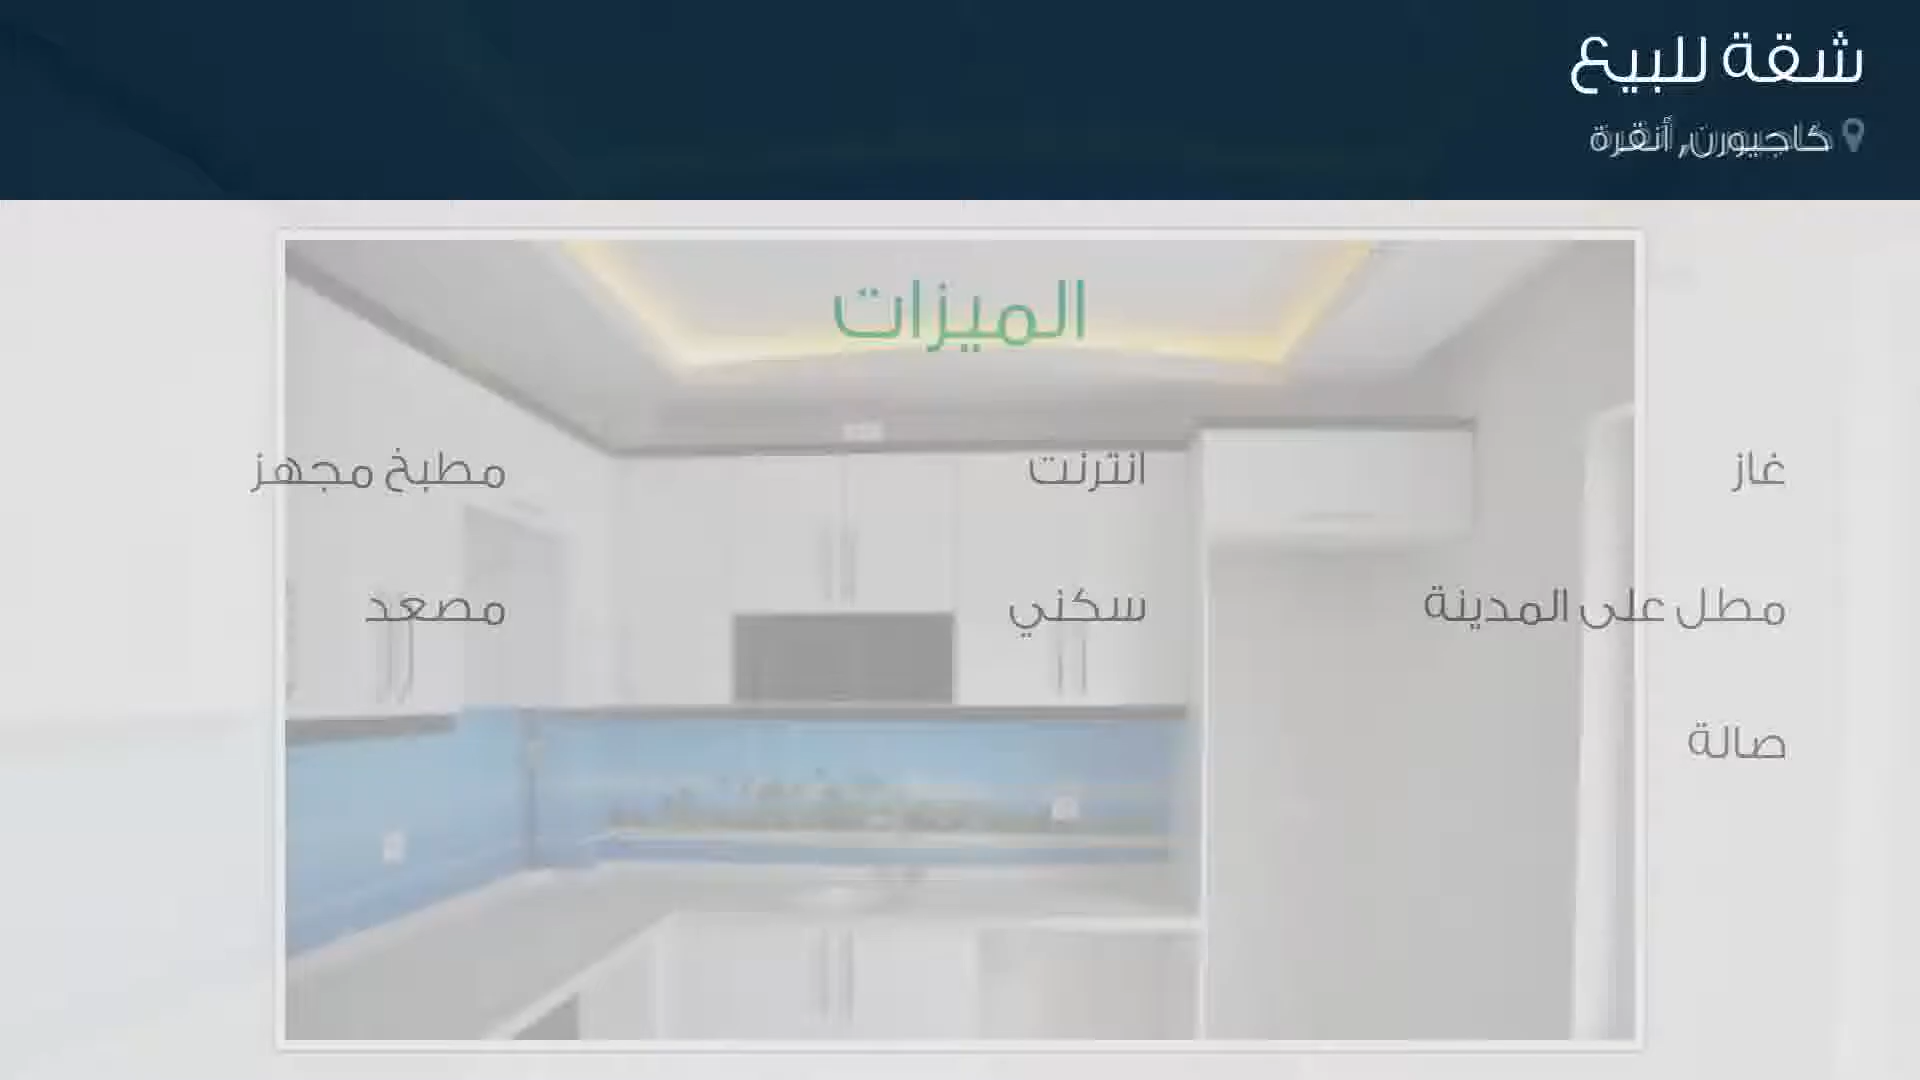 شقة للبيع
كاجيورن, أنقرة
الميزات
غاز
انترنت
مطبخ مجهز
مطل على المدينة
سكني
مصعد
صالة